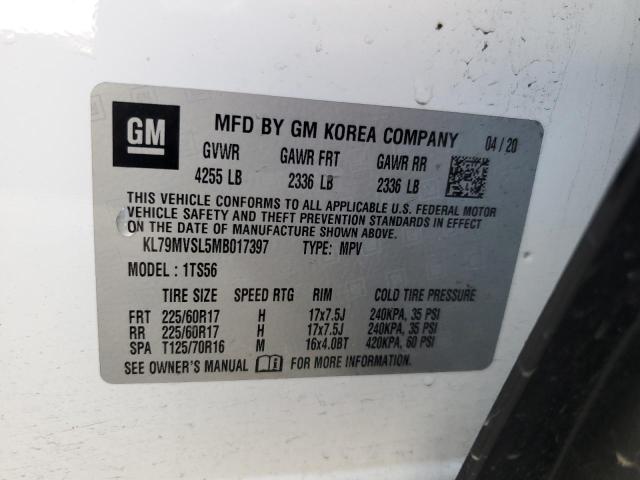 GM
MFD BY GM KOREA COMPANY 04 / 20
GVWR GAWR FRT GAWR RR
4255 LB 2336 LB 2336 LB
THIS VEHICLE CONFORMS TO ALL APPLICABLE U.S. FEDERAL MOTOR
VEHICLE SAFETY AND THEFT PREVENTION STANDARDS IN EFFECT
ON THE DATE OF MANUFACTURE SHOWN ABOVE.
KL79MVSL5MB017397 TYPE: MPV
MODEL : 1TS56
TIRE SIZE SPEED RTG RIM COLD TIRE PRESSURE
FRT 225/60R17 H 17x7.5J 240KPA, 35 PSI
RR 225/60R17 H 17x7.5J 240KPA, 35 PSI
SPA T125/70R16 M 16x4.0BT 420KPA, 60 PSI
SEE OWNER'S MANUAL FOR MORE INFORMATION.